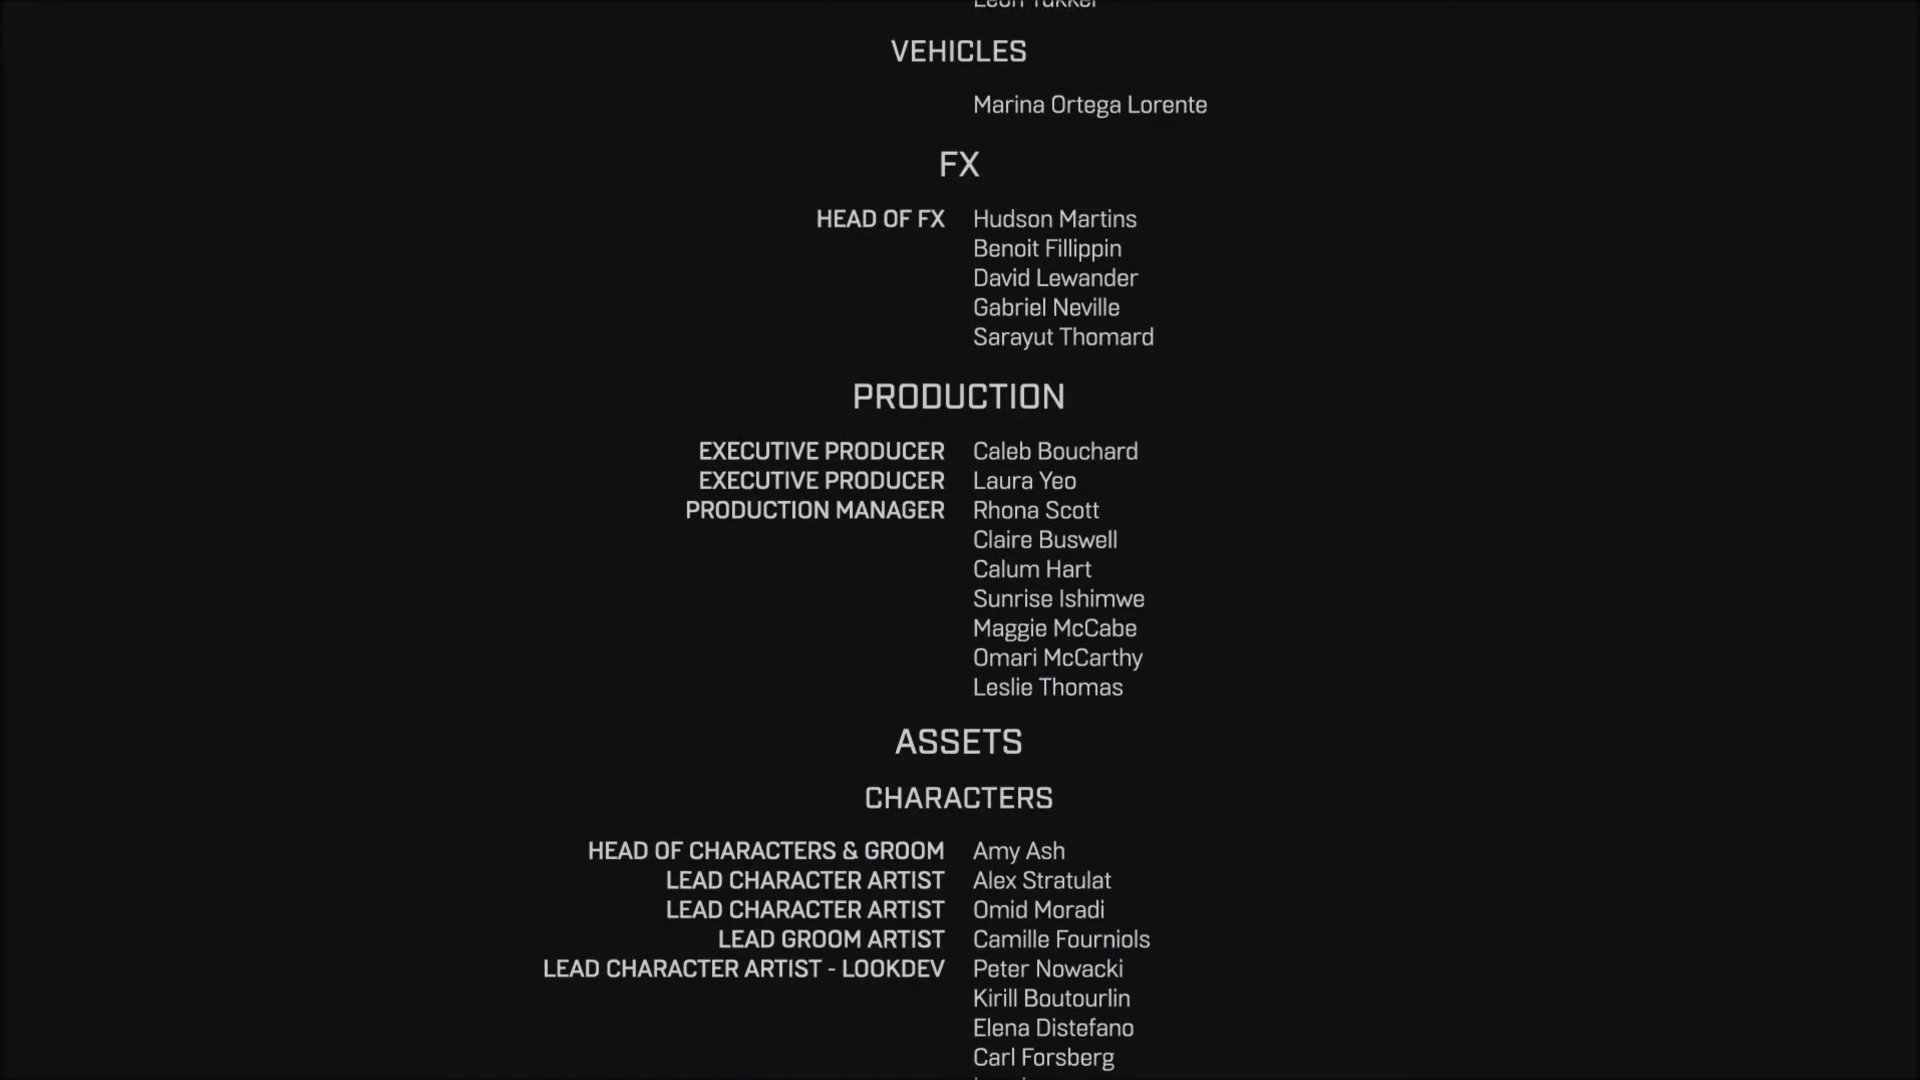 VEHICLES
Marina Ortega Lorente
FX
HEAD OF FX Hudson Martins
Benoit Fillippin
David Lewander
Gabriel Neville
Sarayut Thomard
PRODUCTION
EXECUTIVE PRODUCER Caleb Bouchard
EXECUTIVE PRODUCER Laura Yeo
PRODUCTION MANAGER Rhona Scott
Claire Buswell
Calum Hart
Sunrise Ishimwe
Maggie McCabe
Omari McCarthy
Leslie Thomas
ASSETS
CHARACTERS
HEAD OF CHARACTERS & GROOM Amy Ash
LEAD CHARACTER ARTIST Alex Stratulat
LEAD CHARACTER ARTIST Omid Moradi
LEAD GROOM ARTIST Camille Fourniols
LEAD CHARACTER ARTIST - LOOKDEV Peter Nowacki
Kirill Boutourlin
Elena Distefano
Carl Forsberg